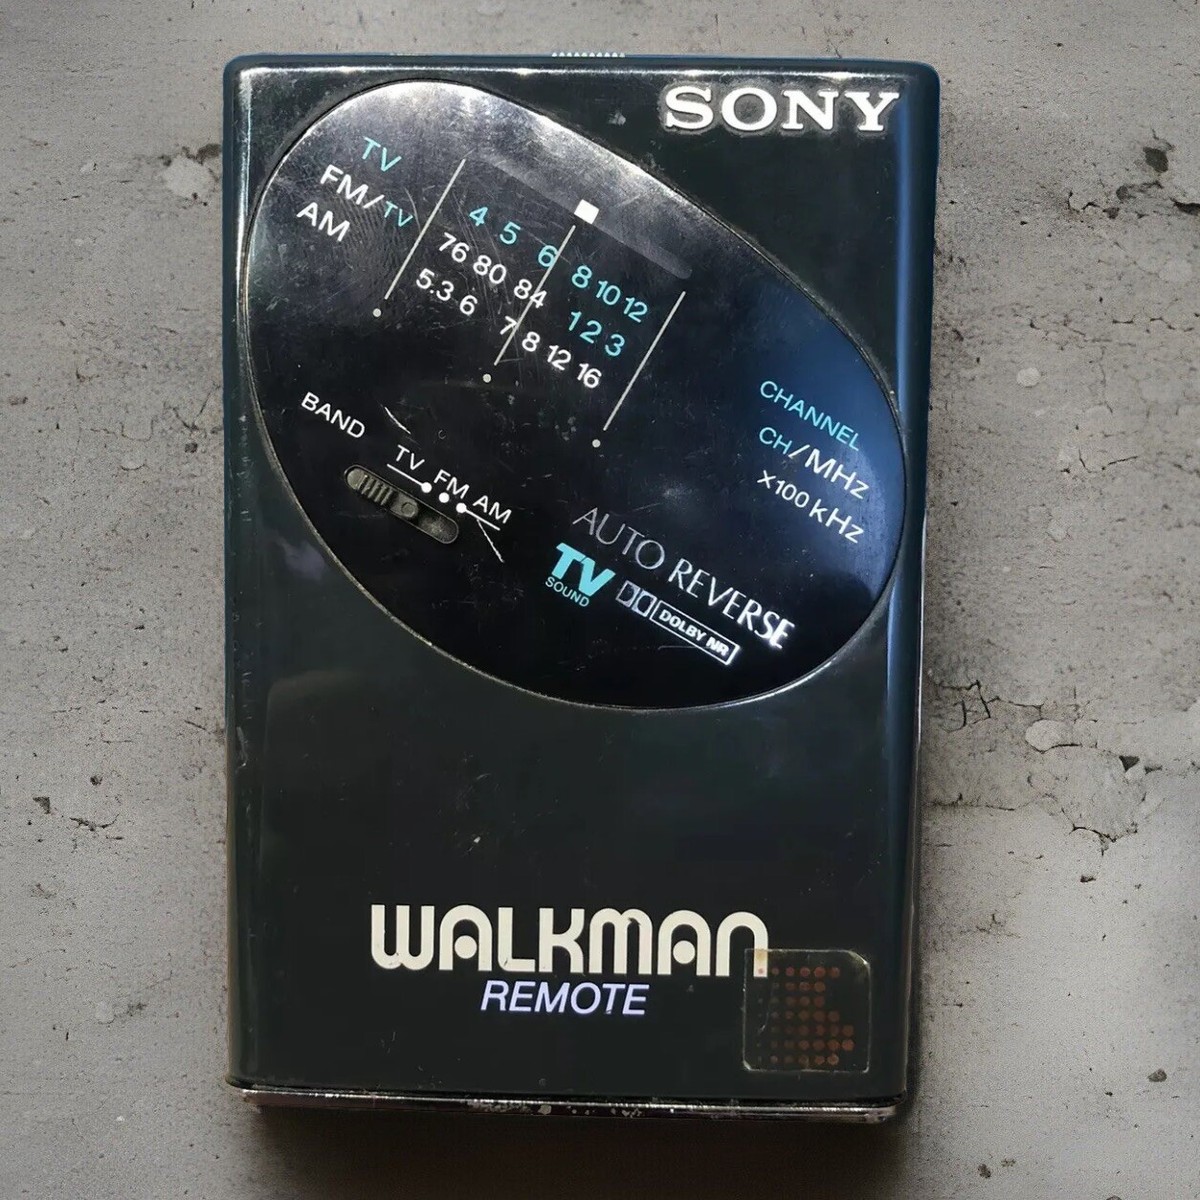 SONY
TV
FM/TV
AM
4 5 6 8 10 12
76 80 84 1 2 3
5.3 6 7 8 12 16
CHANNEL
CH/MHz
X100 kHz
BAND
TV FM AM
AUTO REVERSE
TV
SOUND
DOLBY NR
WALKMAN
REMOTE